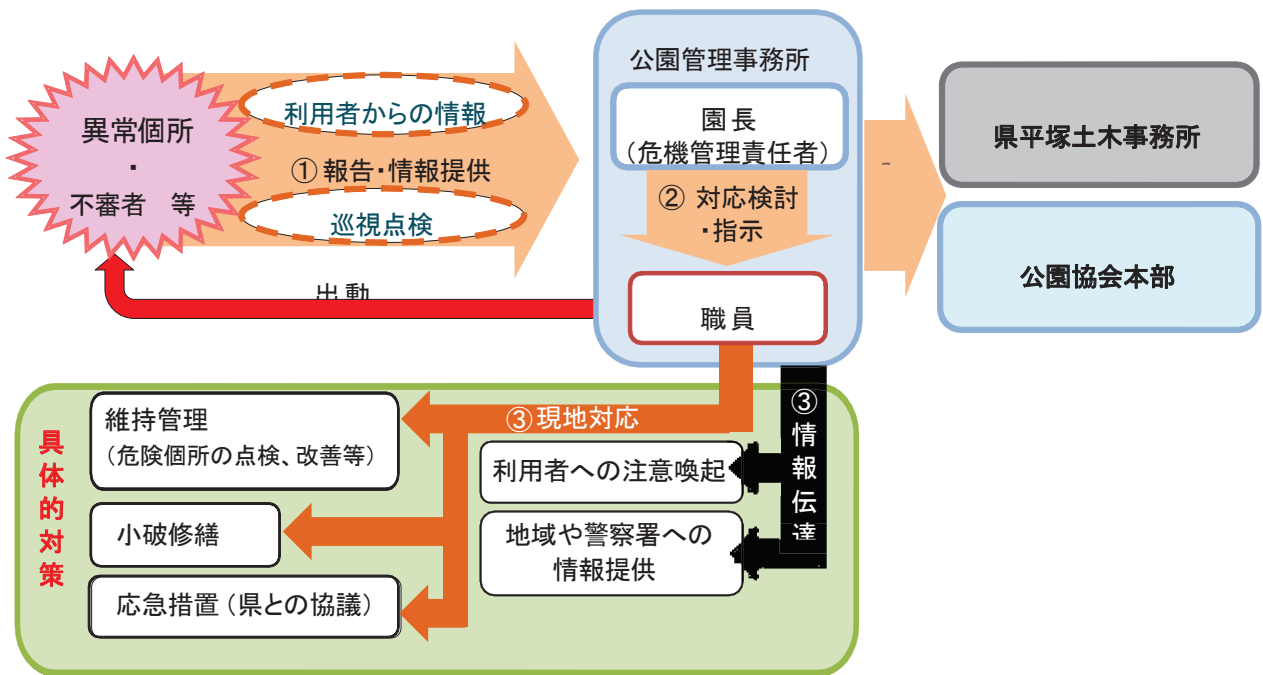 異常個所
・
不審者 等
利用者からの情報
①報告・情報提供
巡視点検
出動
公園管理事務所
園長
(危機管理責任者)
② 対応検討
・指示
職員
-
県平塚土木事務所
公園協会本部
具体的対策
維持管理
(危険個所の点検、改善等)
小破修繕
応急措置(県との協議)
③現地対応
利用者への注意喚起
地域や警察署への
情報提供
③情報伝達